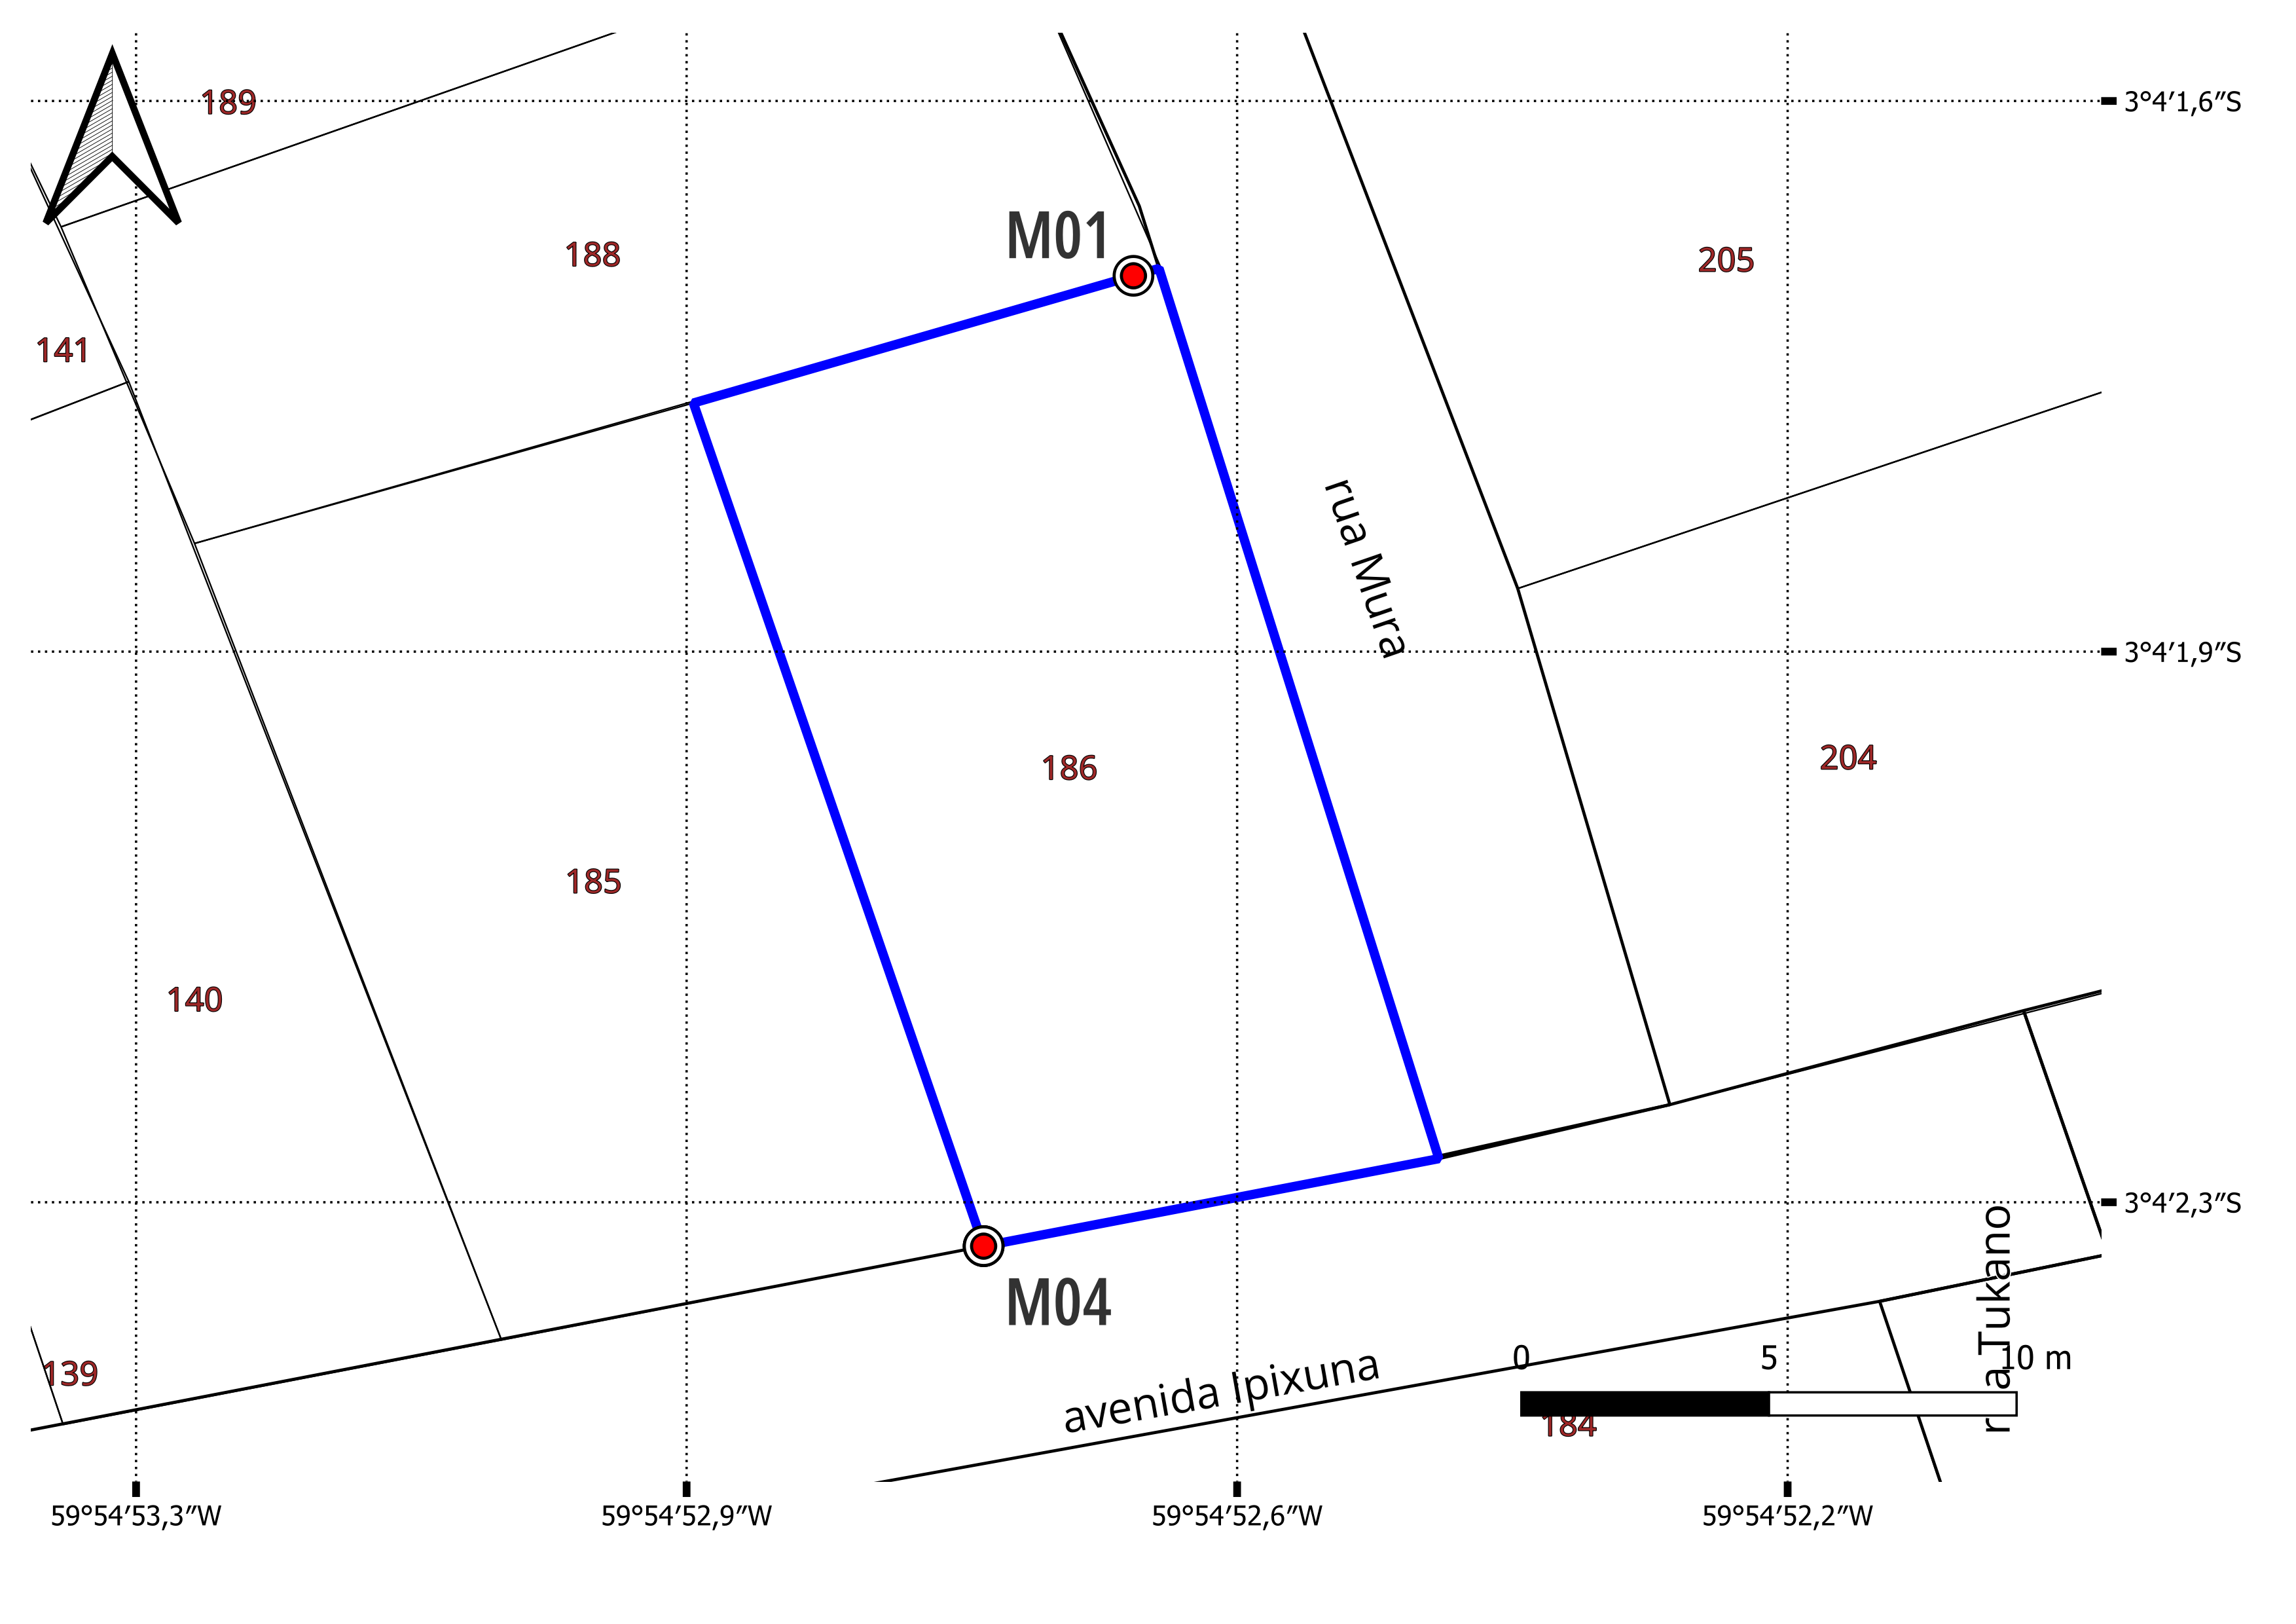 189
3°4′1,6″S
M01
188
205
141
rua Mura
3°4′1,9″S
186
204
185
140
3°4′2,3″S
M04
rua Tukano
avenida Ipixuna
0 5 10 m
139
184
59°54′53,3″W
59°54′52,9″W
59°54′52,6″W
59°54′52,2″W